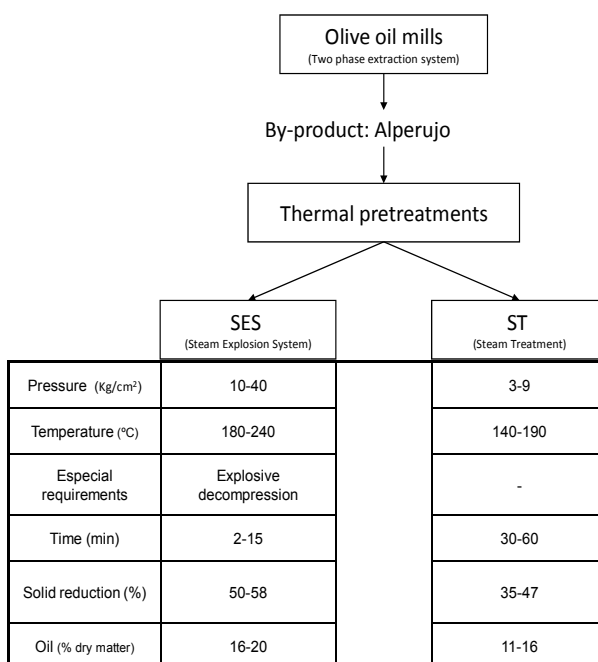 Olive oil mills
(Two phase extraction system)
By-product: Alperujo
Thermal pretreatments
SES
(Steam Explosion System)
ST
(Steam Treatment)
Pressure (Kg/cm²)
10-40
3-9
Temperature (ºC)
180-240
140-190
Especial
requirements
Explosive
decompression
-
Time (min)
2-15
30-60
Solid reduction (%)
50-58
35-47
Oil (% dry matter)
16-20
11-16